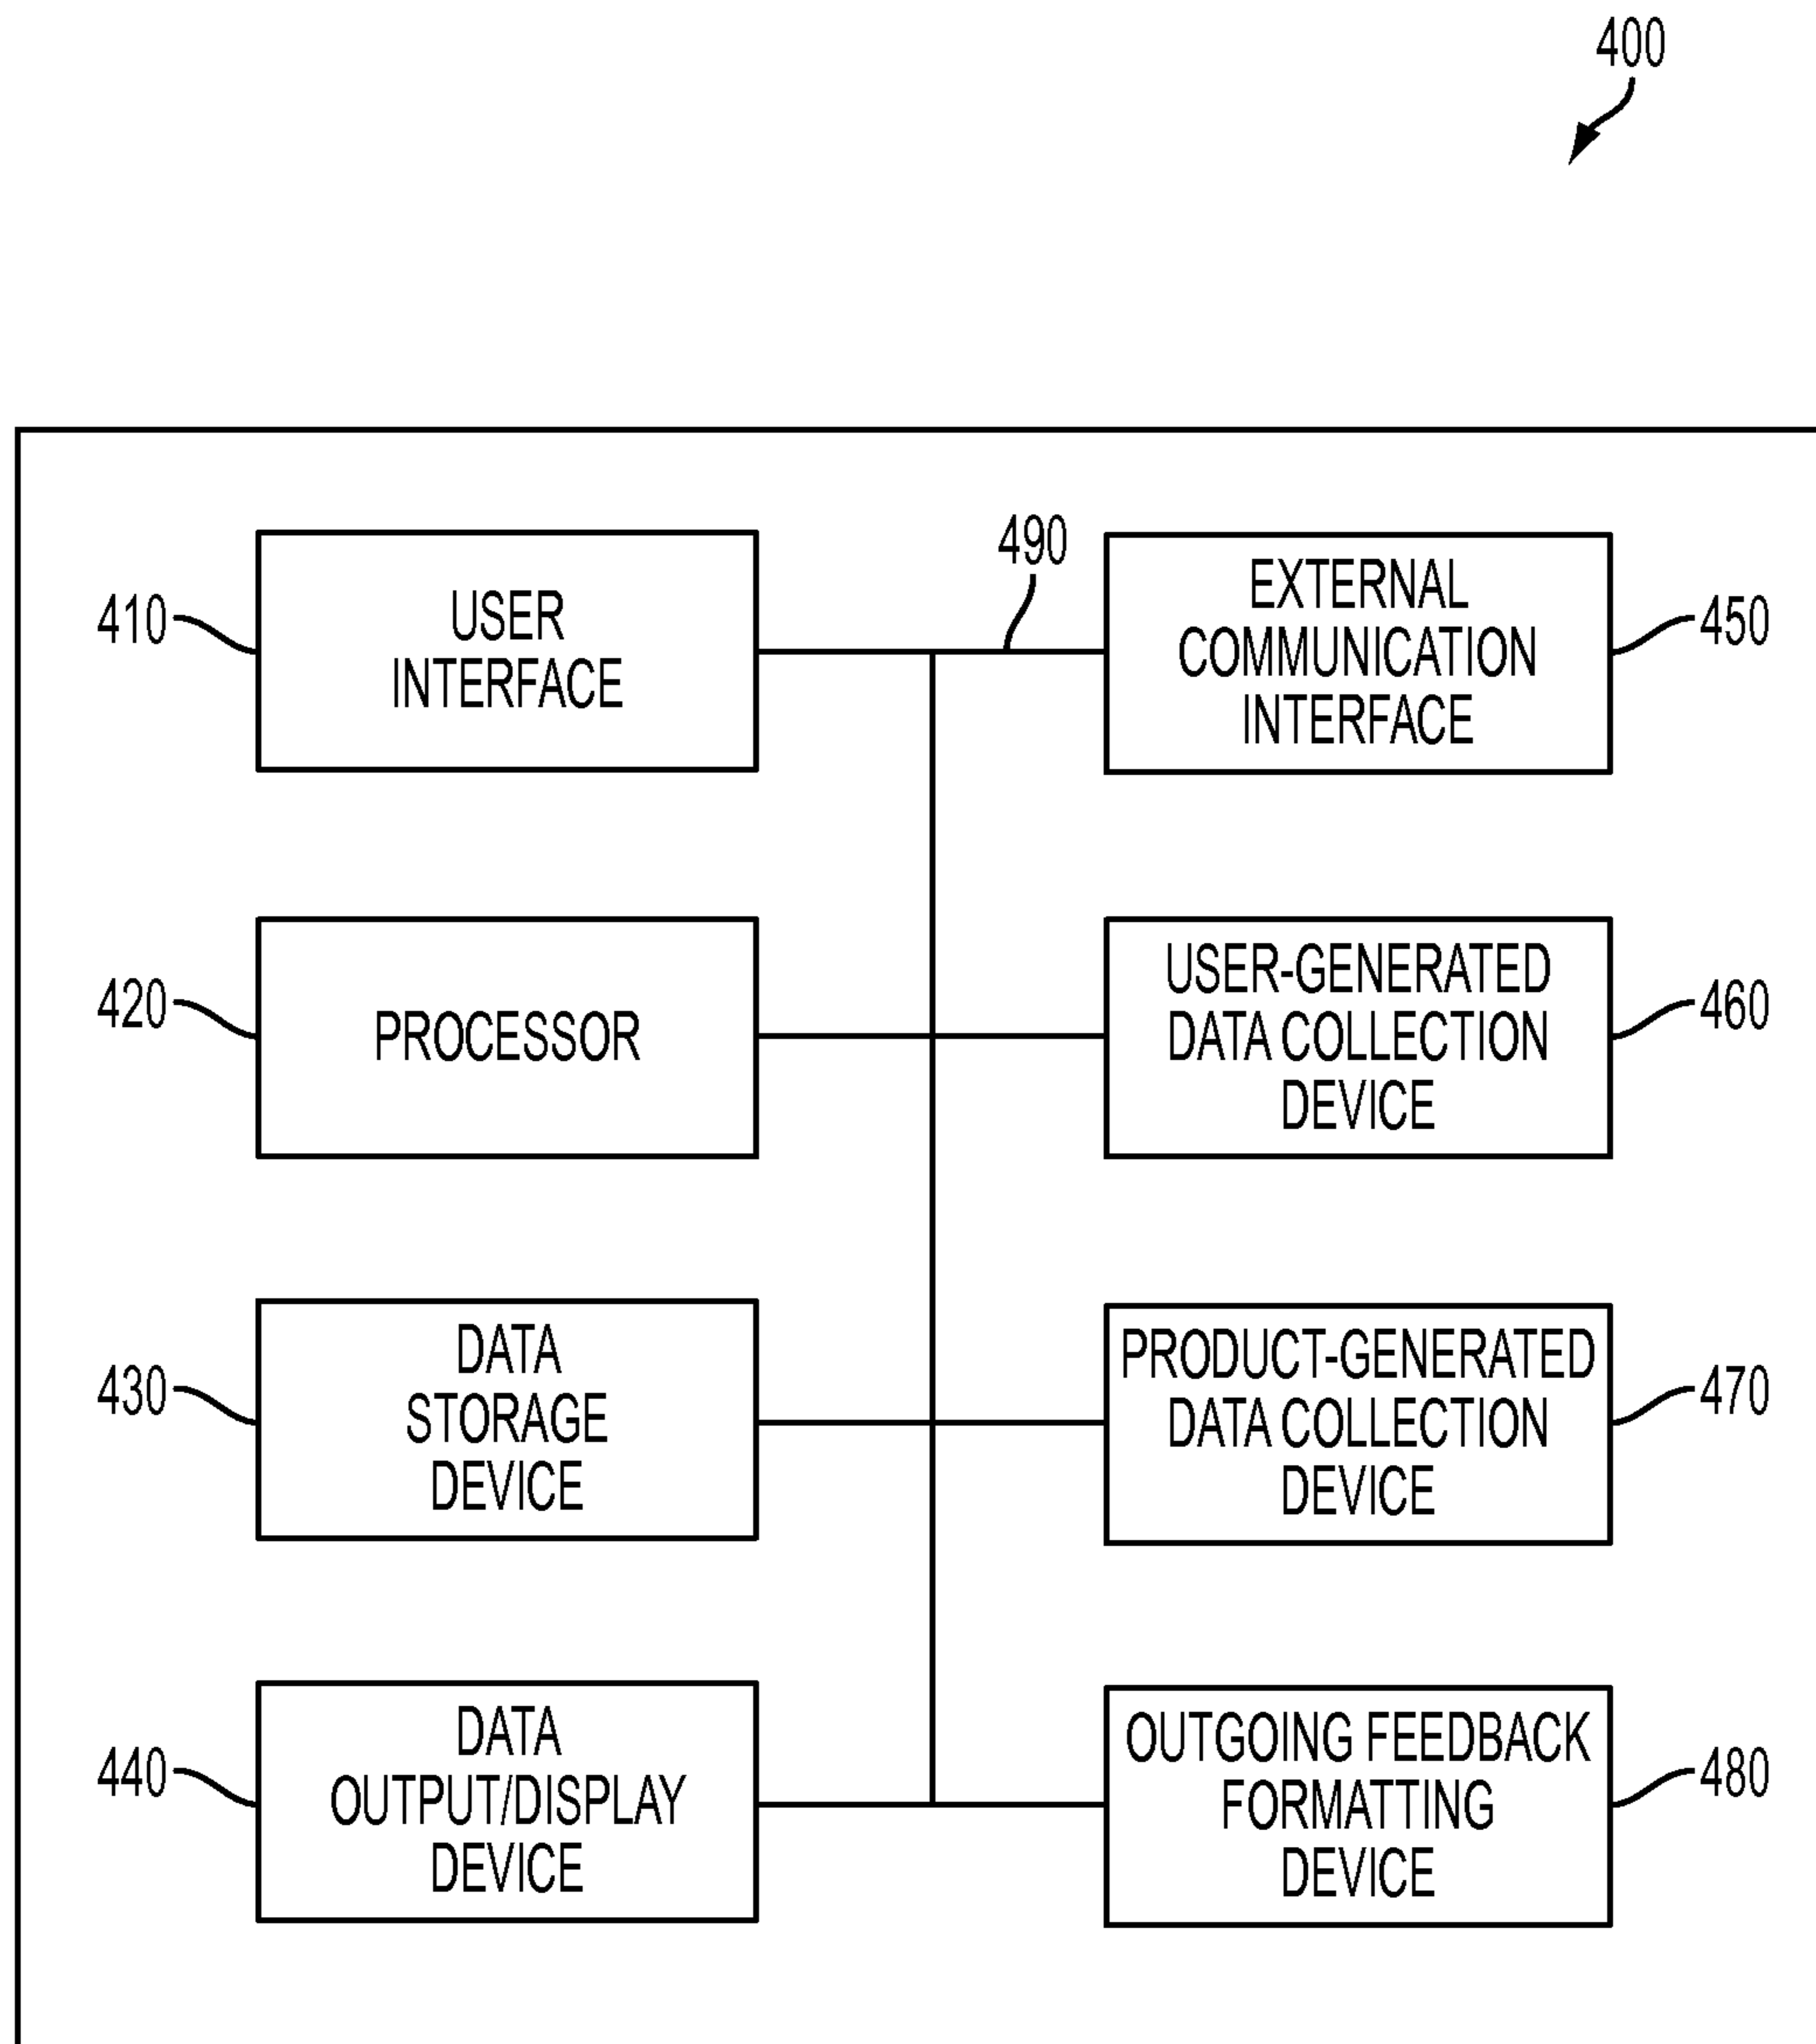 400
410
USER
INTERFACE
490
EXTERNAL
COMMUNICATION
INTERFACE
450
420
PROCESSOR
USER-GENERATED
DATA COLLECTION
DEVICE
460
430
DATA
STORAGE
DEVICE
PRODUCT-GENERATED
DATA COLLECTION
DEVICE
470
440
DATA
OUTPUT/DISPLAY
DEVICE
OUTGOING FEEDBACK
FORMATTING
DEVICE
480